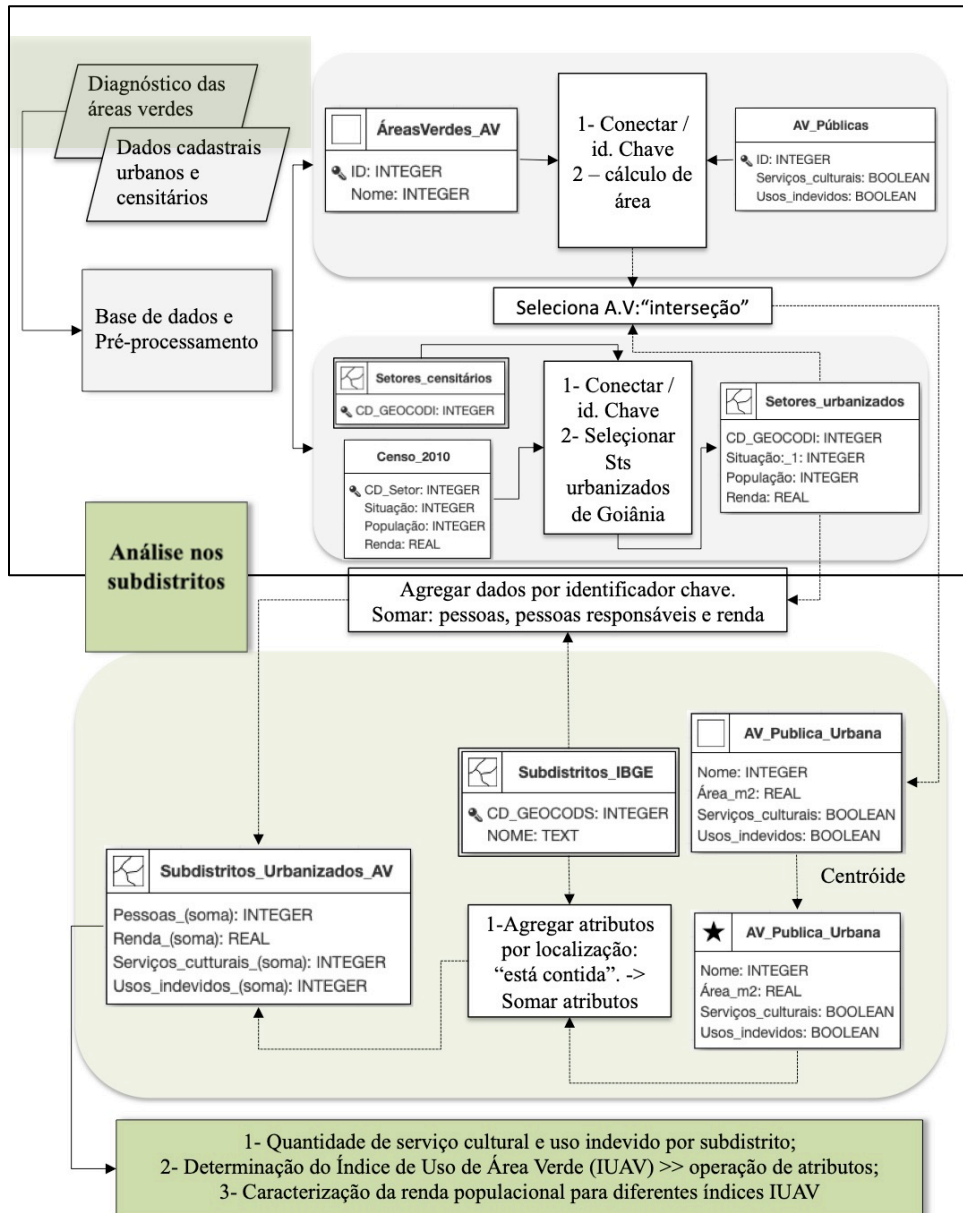 Diagnóstico das
áreas verdes
Dados cadastrais
urbanos e
censitários
Base de dados e
Pré-processamento
ÁreasVerdes_AV
ID: INTEGER
Nome: INTEGER
1- Conectar /
id. Chave
2 – cálculo de
área
AV_Públicas
ID: INTEGER
Serviços_culturais: BOOLEAN
Usos_indevidos: BOOLEAN
Seleciona A.V:“interseção”
Setores_censitários
CD_GEOCODI: INTEGER
Censo_2010
CD_Setor: INTEGER
Situação: INTEGER
População: INTEGER
Renda: REAL
1- Conectar /
id. Chave
2- Seleçionar
Sts
urbanizados
de Goiânia
Setores_urbanizados
CD_GEOCODI: INTEGER
Situação:_1: INTEGER
População: INTEGER
Renda: REAL
Análise nos
subdistritos
Agregar dados por identificador chave.
Somar: pessoas, pessoas responsáveis e renda
Subdistritos_IBGE
CD_GEOCODS: INTEGER
NOME: TEXT
AV_Publica_Urbana
Nome: INTEGER
Área_m2: REAL
Serviços_culturais: BOOLEAN
Usos_indevidos: BOOLEAN
Centróide
Subdistritos_Urbanizados_AV
Pessoas_(soma): INTEGER
Renda_(soma): REAL
Serviços_cutturais_(soma): INTEGER
Usos_indevidos_(soma): INTEGER
1-Agregar atributos
por localização:
“está contida”. ->
Somar atributos
AV_Publica_Urbana
Nome: INTEGER
Área_m2: REAL
Serviços_culturais: BOOLEAN
Usos_indevidos: BOOLEAN
1- Quantidade de serviço cultural e uso indevido por subdistrito;
2- Determinação do Índice de Uso de Área Verde (IUAV) >> operação de atributos;
3- Caracterização da renda populacional para diferentes índices IUAV